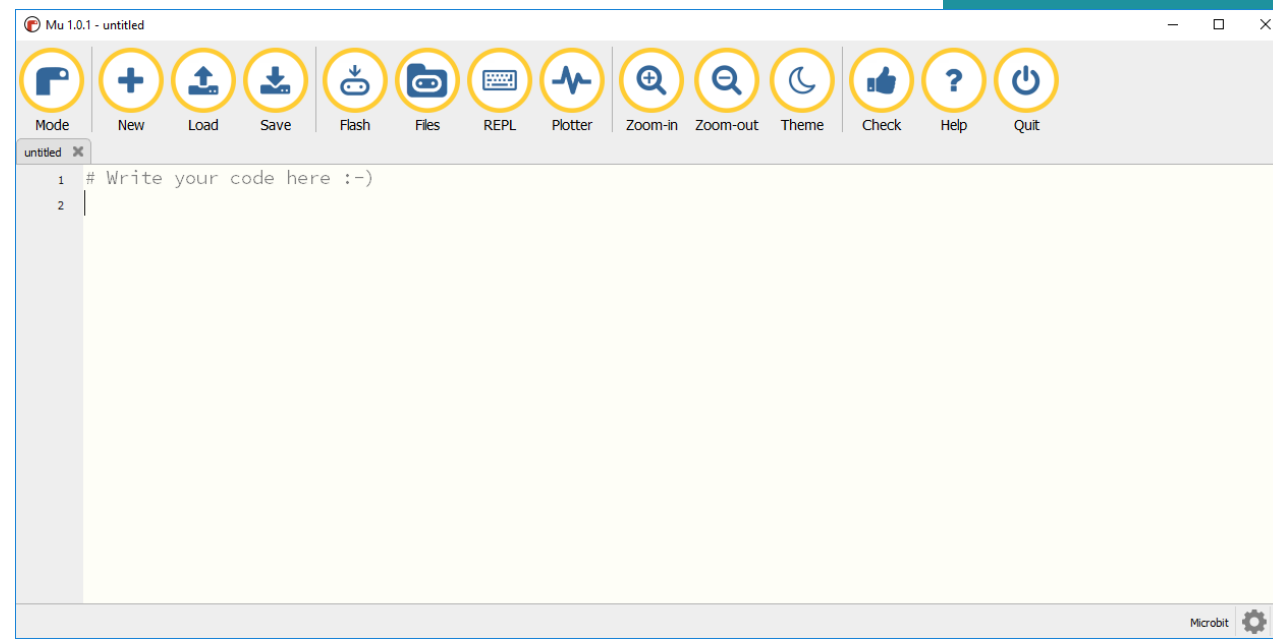 Mu 1.0.1 - untitled
Mode New Load Save Flash Files REPL Plotter Zoom-in Zoom-out Theme Check Help Quit
untitled
1 # Write your code here :-)
2
Microbit